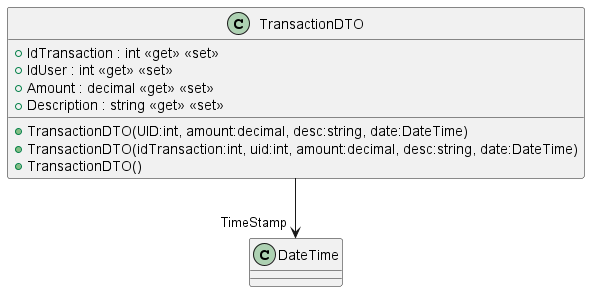 C TransactionDTO
IdTransaction : int «get» «set»
IdUser : int «get» «set»
Amount : decimal «get» «set»
Description : string «get» «set»
TransactionDTO(UID:int, amount:decimal, desc:string, date:DateTime)
TransactionDTO(idTransaction:int, uid:int, amount:decimal, desc:string, date:DateTime)
TransactionDTO()
TimeStamp
C DateTime